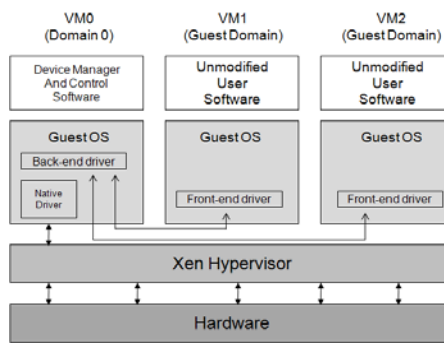 VM0
(Domain 0)
VM1
(Guest Domain)
VM2
(Guest Domain)
Device Manager
And Control
Software
Unmodified
User
Software
Unmodified
User
Software
Guest OS
Back-end driver
Native
Driver
Guest OS
Front-end driver
Guest OS
Front-end driver
Xen Hypervisor
Hardware